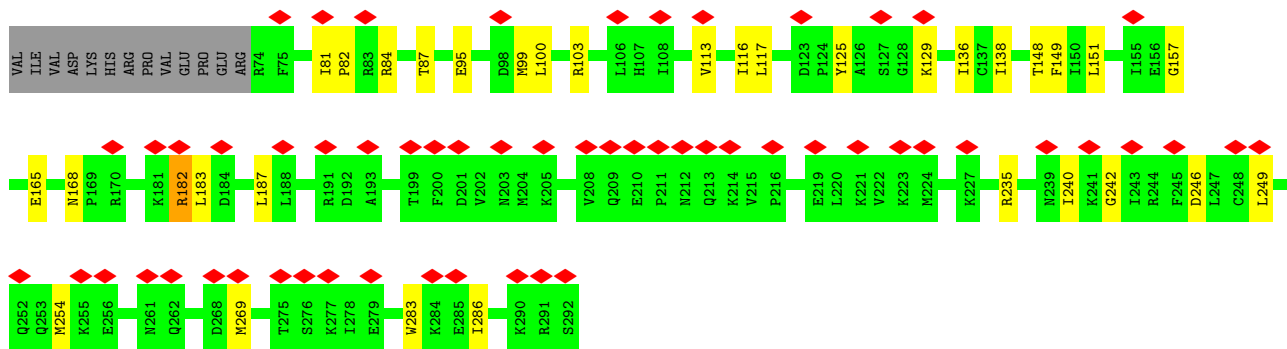 VAL ILE VAL ASP LYS HIS ARG PRO VAL GLU PRO GLU ARG R74 F75 I81 P82 R83 R84 T87 E95 D98 M99 L100 R103 L106 H107 I108 V113 I116 L117 D123 P124 Y125 A126 S127 G128 K129 I136 C137 I138 T148 F149 I150 L151 I155 E156 G157
E165 N168 P169 R170 K181 R182 L183 D184 L187 L188 R191 D192 A193 T199 F200 D201 V202 N203 M204 K205 V208 Q209 E210 P211 N212 Q213 K214 V215 P216 E219 L220 K221 V222 K223 M224 K227 R235 N239 I240 K241 G242 I243 R244 F245 D246 L247 C248 L249
Q252 Q253 M254 K255 E256 N261 Q262 D268 M269 T275 S276 K277 I278 E279 W283 K284 E285 I286 K290 R291 S292